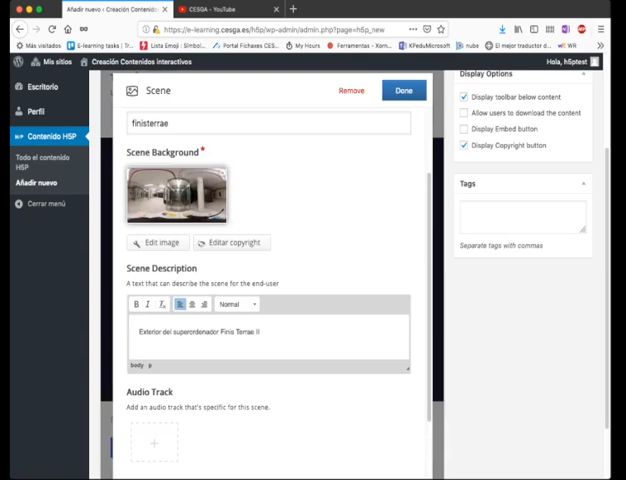 Añadir nuevo ‹ Creación Contenidos
CESGA - YouTube
https://e-learning.cesga.es/h5p/wp-admin/admin.php?page=h5p_new
Más visitados
E-learning tasks
Lista Emoji
Portal Fichaxes CES
My Hours
Ferramentas - Xorn
KPeduMicrosoft
nube
El mejor traductor d
WR
Mis sitios
Creación Contenidos interactivos
Hola, h5ptest
Escritorio
Perfil
Contenido H5P
Todo el contenido
H5P
Añadir nuevo
Cerrar menú
Scene
Remove
Done
finisterrae
Scene Background *
Edit image
Editar copyright
Scene Description
A text that can describe the scene for the end-user
B I Tx Normal
Exterior del superordenador Finis Terrae II
body p
Audio Track
Add an audio track that's specific for this scene.
+
Display Options
Display toolbar below content
Allow users to download the content
Display Embed button
Display Copyright button
Tags
Separate tags with commas